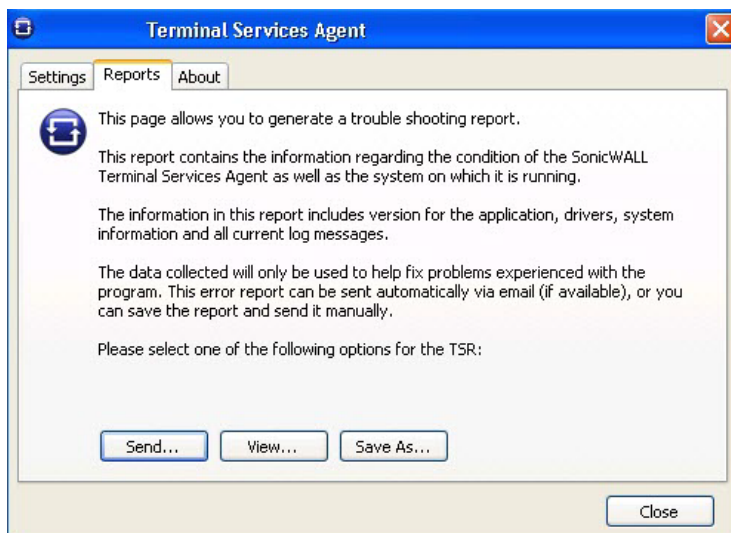 Terminal Services Agent
Settings Reports About
This page allows you to generate a trouble shooting report.
This report contains the information regarding the condition of the SonicWALL
Terminal Services Agent as well as the system on which it is running.
The information in this report includes version for the application, drivers, system
information and all current log messages.
The data collected will only be used to help fix problems experienced with the
program. This error report can be sent automatically via email (if available), or you
can save the report and send it manually.
Please select one of the following options for the TSR:
Send... View... Save As...
Close